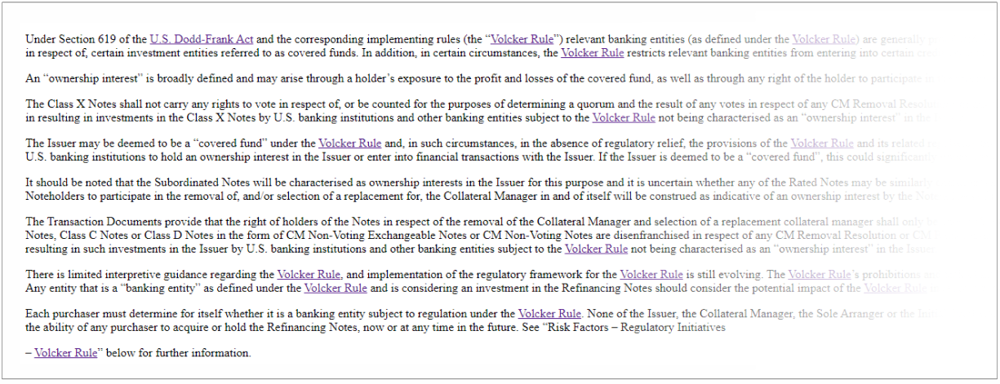 Under Section 619 of the U.S. Dodd-Frank Act and the corresponding implementing rules (the “Volcker Rule”) relevant banking entities (as defined under the Volcker Rule) are generally
in respect of, certain investment entities referred to as covered funds. In addition, in certain circumstances, the Volcker Rule restricts relevant banking entities from entering into certain
An “ownership interest” is broadly defined and may arise through a holder’s exposure to the profit and losses of the covered fund, as well as through any right of the holder to participate in
The Class X Notes shall not carry any rights to vote in respect of, or be counted for the purposes of determining a quorum and the result of any votes in respect of any CM Removal
in resulting in investments in the Class X Notes by U.S. banking institutions and other banking entities subject to the Volcker Rule not being characterised as an “ownership interest” in the
The Issuer may be deemed to be a “covered fund” under the Volcker Rule and, in such circumstances, in the absence of regulatory relief, the provisions of the Volcker Rule and its related
U.S. banking institutions to hold an ownership interest in the Issuer or enter into financial transactions with the Issuer. If the Issuer is deemed to be a “covered fund”, this could
It should be noted that the Subordinated Notes will be characterised as ownership interests in the Issuer for this purpose and it is uncertain whether any of the Rated Notes may be
Noteholders to participate in the removal of, and/or selection of a replacement for, the Collateral Manager in and of itself will be construed as indicative of an ownership interest by the
The Transaction Documents provide that the right of holders of the Notes in respect of the removal of the Collateral Manager and selection of a replacement collateral manager shall only
Notes, Class C Notes or Class D Notes in the form of CM Non-Voting Exchangeable Notes or CM Non-Voting Notes are disenfranchised in respect of any CM Removal Resolution or CM
resulting in such investments in the Issuer by U.S. banking institutions and other banking entities subject to the Volcker Rule not being characterised as an “ownership interest” in the Issuer
There is limited interpretive guidance regarding the Volcker Rule, and implementation of the regulatory framework for the Volcker Rule is still evolving. The Volcker Rule’s prohibitions
Any entity that is a “banking entity” as defined under the Volcker Rule and is considering an investment in the Refinancing Notes should consider the potential impact of the Volcker Rule
Each purchaser must determine for itself whether it is a banking entity subject to regulation under the Volcker Rule. None of the Issuer, the Collateral Manager, the Sole Arranger or the
the ability of any purchaser to acquire or hold the Refinancing Notes, now or at any time in the future. See “Risk Factors – Regulatory Initiatives
– Volcker Rule” below for further information.